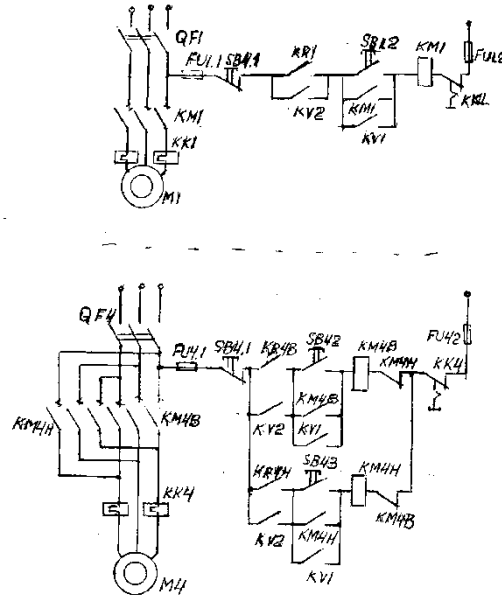 QF1
FU1.1
SB1.1
KR1
SB1.2
KM1
FU1.2
KV2
KM1
KV1
KK1
KM1
KK1
M1
QF4
FU4.1
SB4.1
KR4B
SB4.2
KM4B
KM4H
KK4
FU4.2
KM4H
KM4B
KV2
KM4B
KV1
KR4H
SB4.3
KM4H
KM4B
KK4
KV2
KM4H
KV1
M4